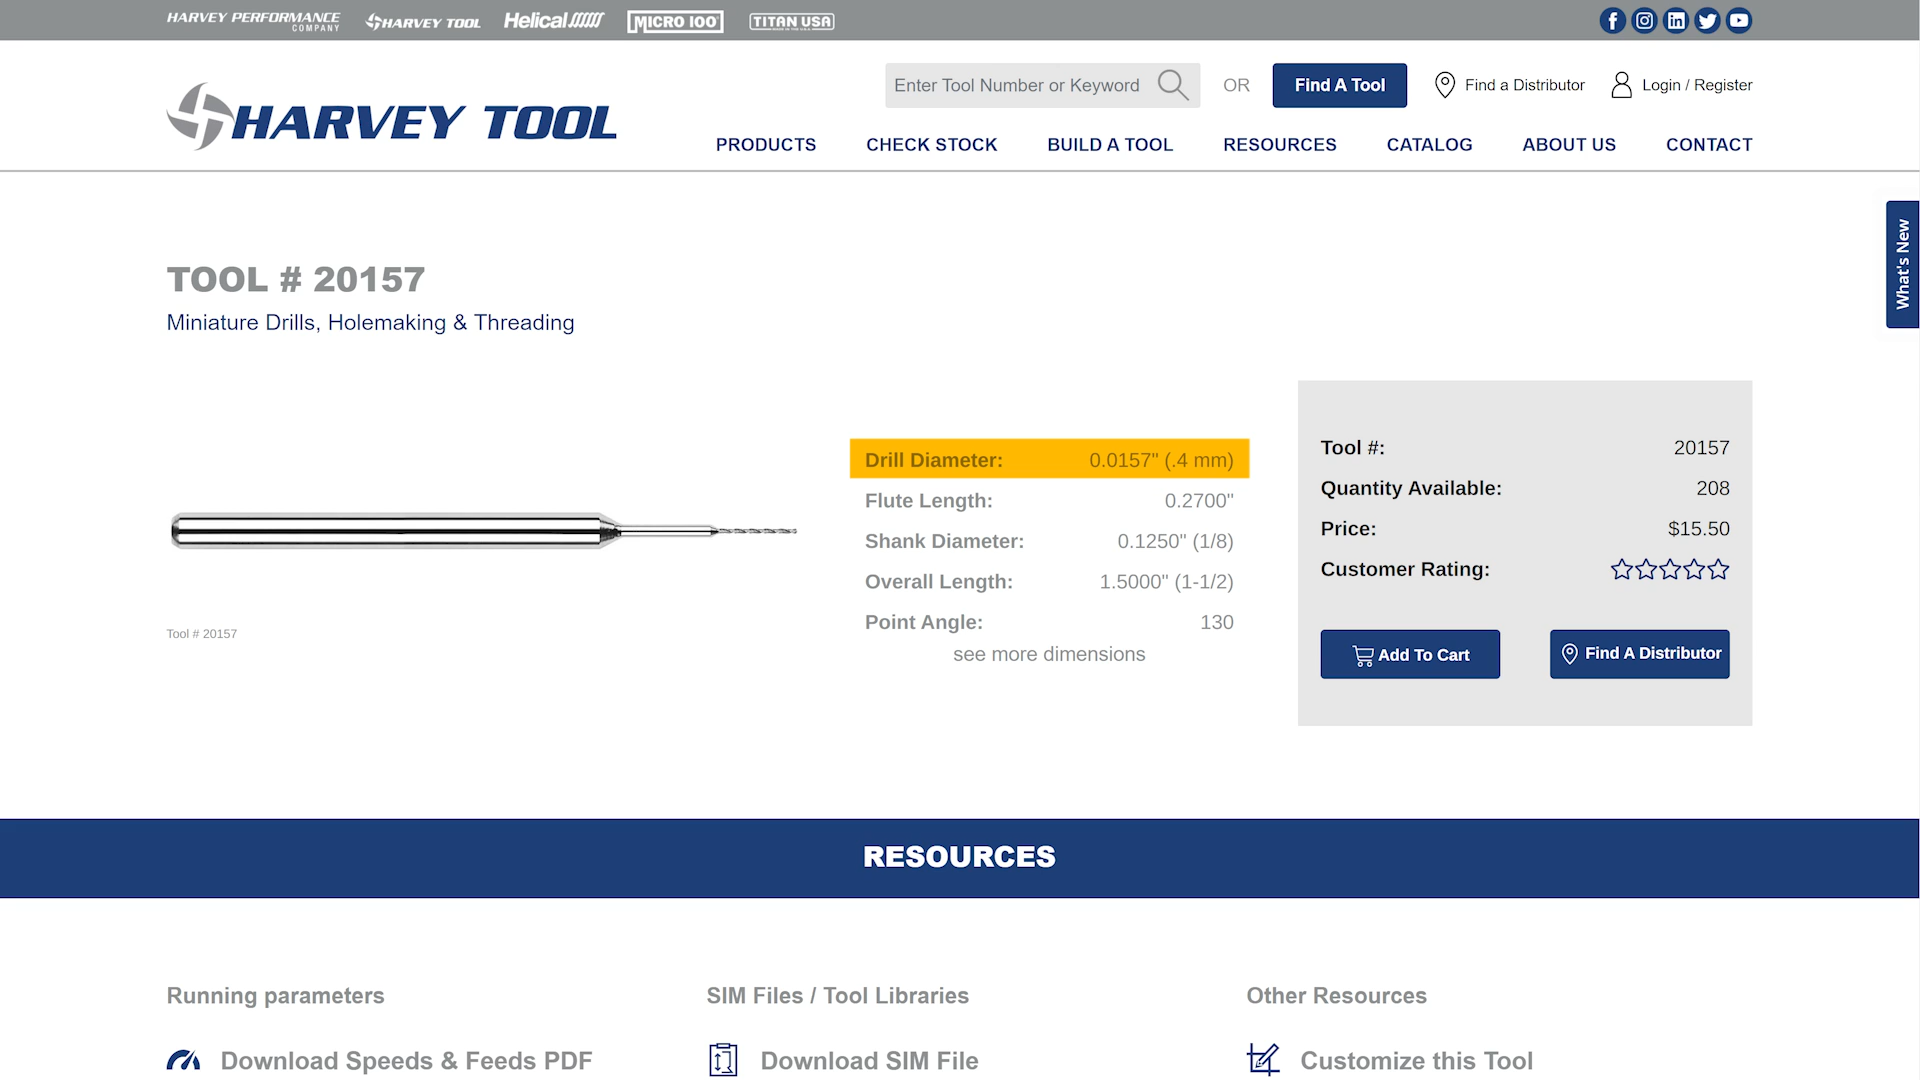 HARVEY PERFORMANCE COMPANY HARVEY TOOL Helical MICRO 100 TITAN USA
HARVEY TOOL
Enter Tool Number or Keyword OR Find A Tool Find a Distributor Login / Register
PRODUCTS CHECK STOCK BUILD A TOOL RESOURCES CATALOG ABOUT US CONTACT
What's New
TOOL # 20157
Miniature Drills, Holemaking & Threading
Tool # 20157
Drill Diameter: 0.0157" (.4 mm)
Flute Length: 0.2700"
Shank Diameter: 0.1250" (1/8)
Overall Length: 1.5000" (1-1/2)
Point Angle: 130
see more dimensions
Tool #: 20157
Quantity Available: 208
Price: $15.50
Customer Rating:
Add To Cart Find A Distributor
RESOURCES
Running parameters SIM Files / Tool Libraries Other Resources
Download Speeds & Feeds PDF Download SIM File Customize this Tool